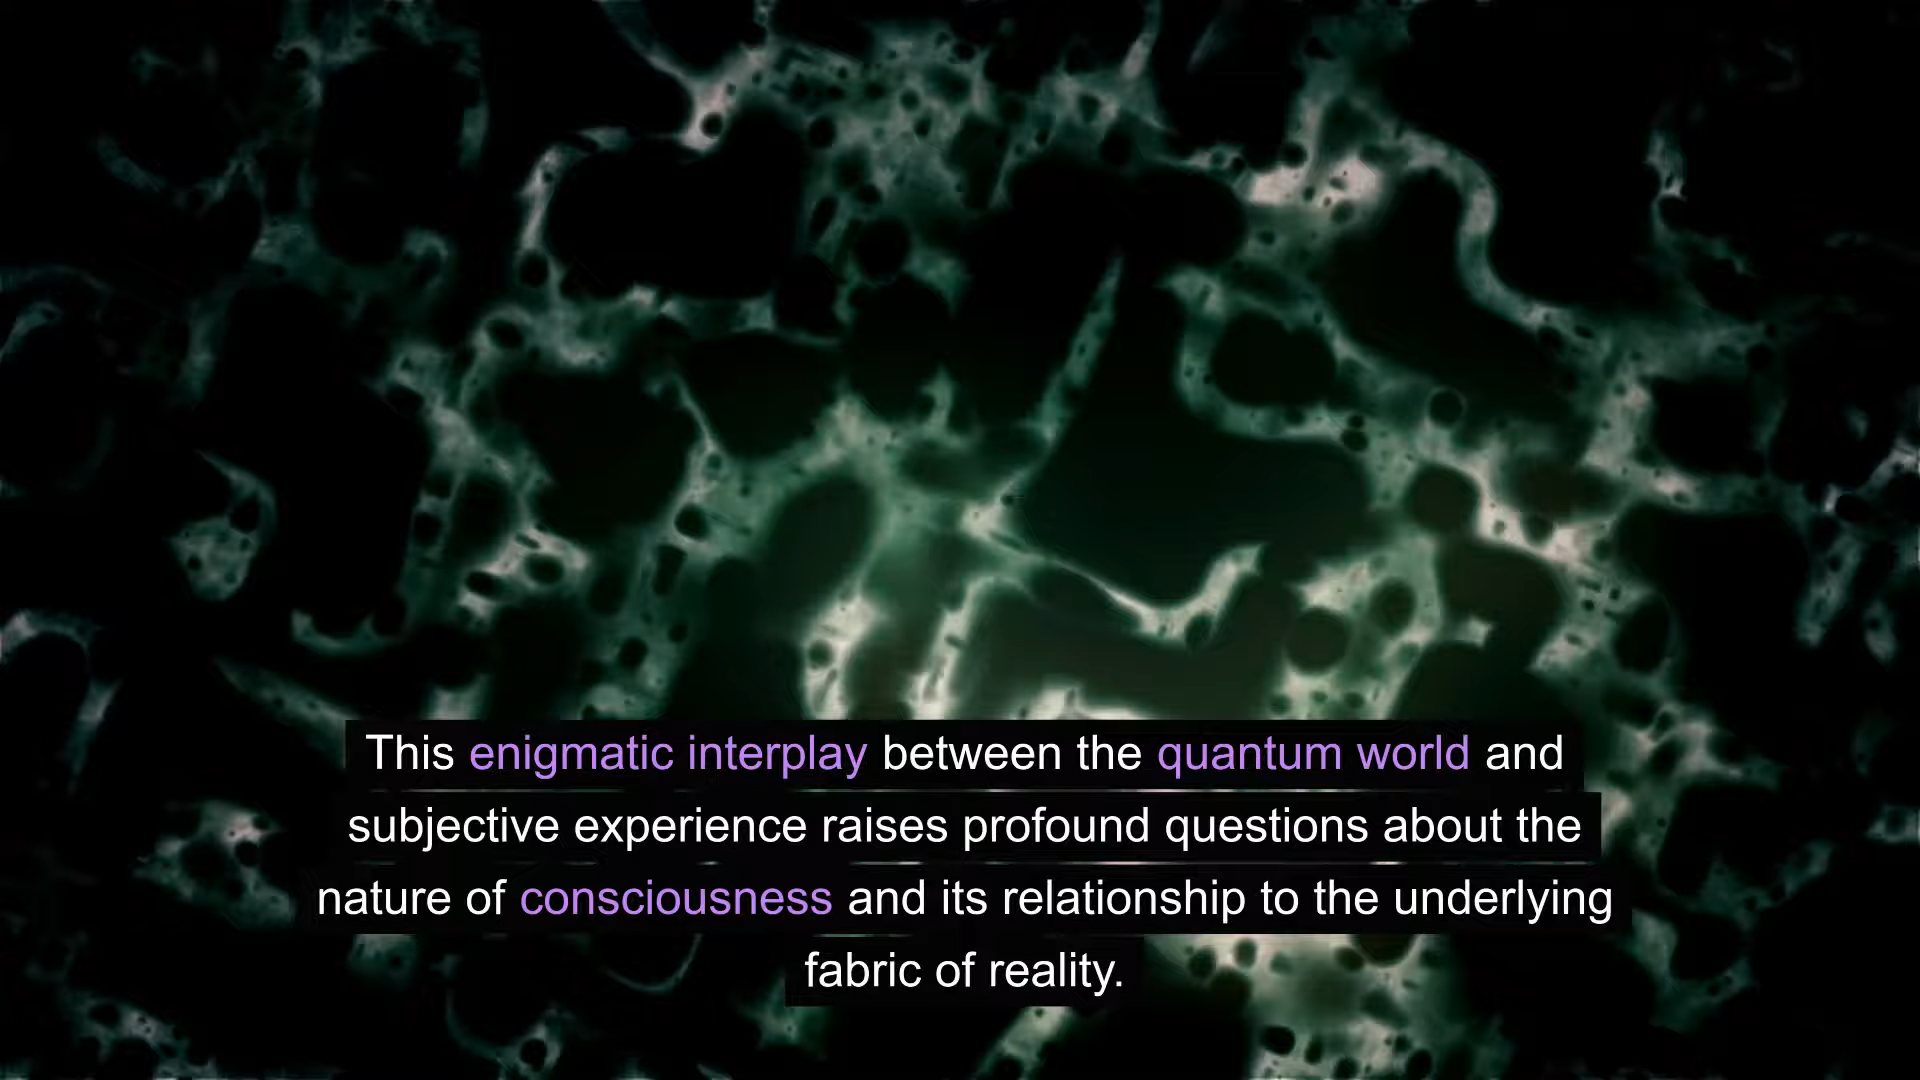 This enigmatic interplay between the quantum world and
subjective experience raises profound questions about the
nature of consciousness and its relationship to the underlying
fabric of reality.